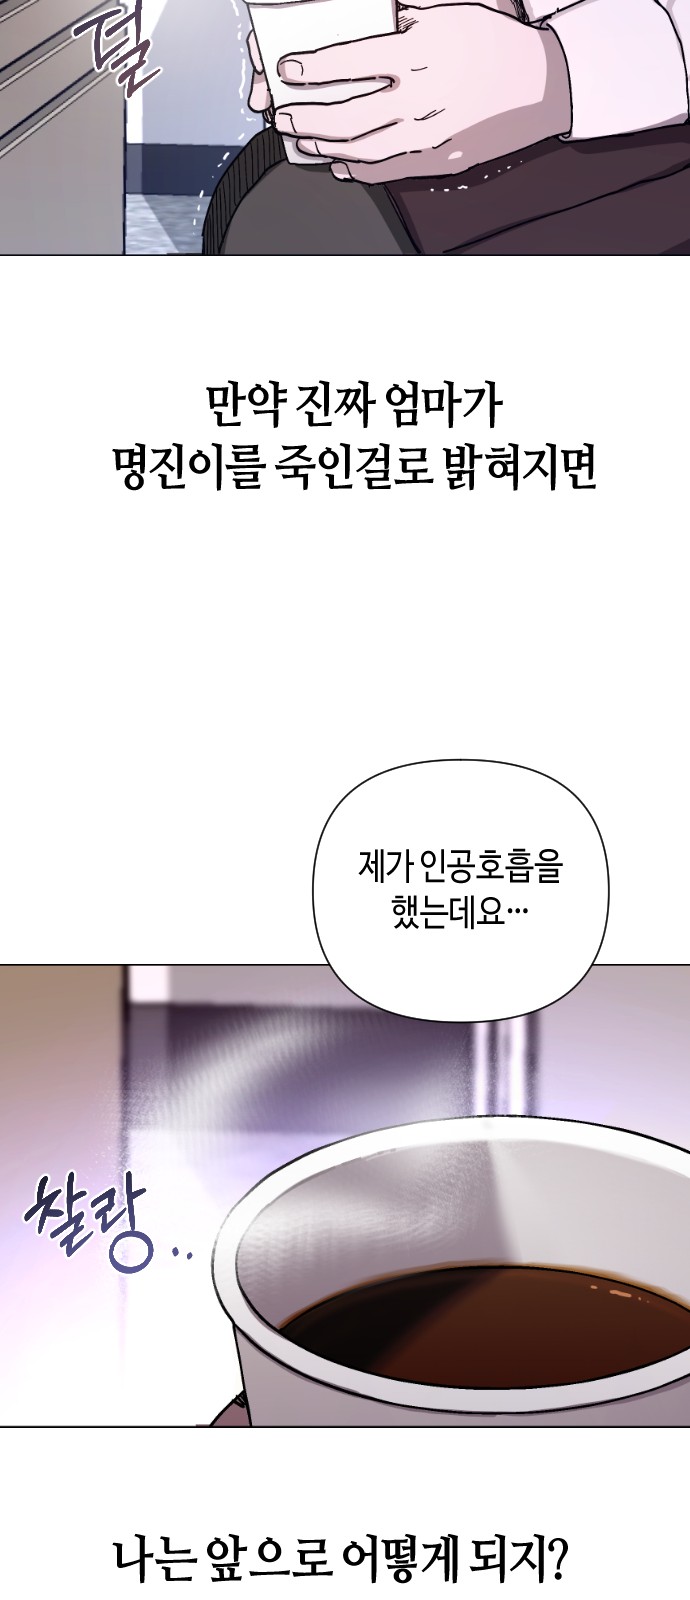 덜
만약 진짜 엄마가
명진이를 죽인걸로 밝혀지면
제가 인공호흡을
했는데요…
찰랑..
나는 앞으로 어떻게 되지?